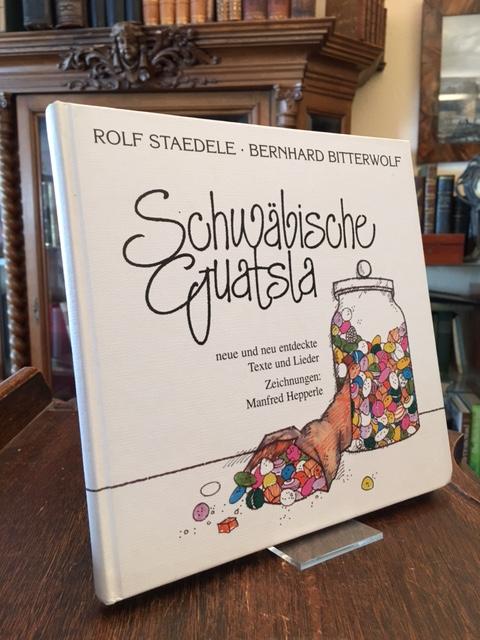 ROLF STAEDELE · BERNHARD BITTERWOLF
Schwäbische
Guatsla
neue und neu entdeckte
Texte und Lieder
Zeichnungen:
Manfred Hepperle